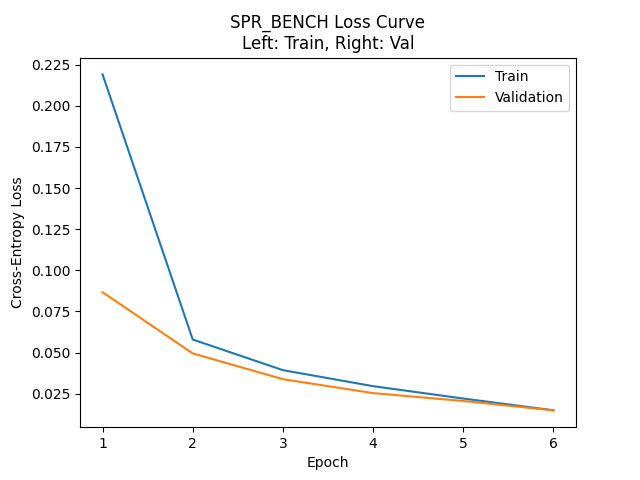 SPR_BENCH Loss Curve
Left: Train, Right: Val
Train
Validation
Cross-Entropy Loss
0.225
0.200
0.175
0.150
0.125
0.100
0.075
0.050
0.025
1 2 3 4 5 6
Epoch